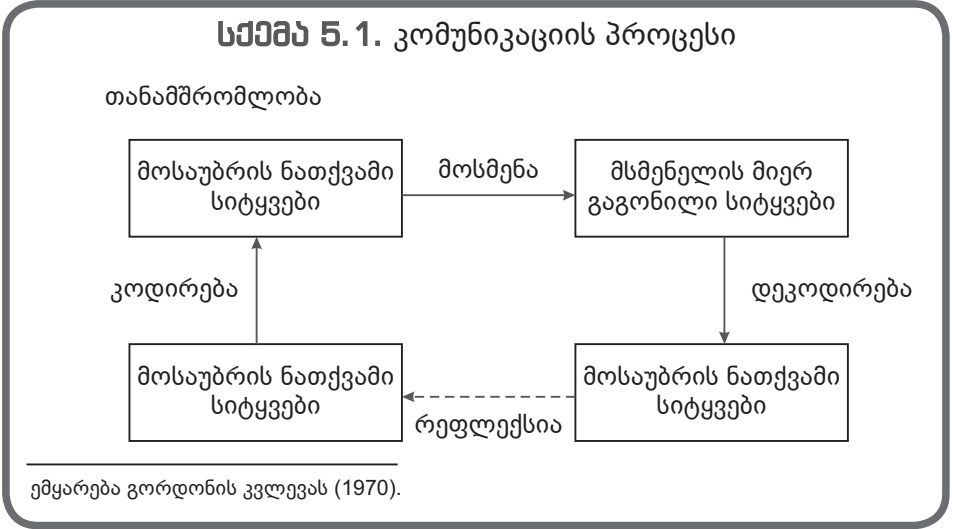 სქემა 5.1. კომუნიკაციის პროცესი
თანამშრომლობა
მოსაუბრის ნათქვამი
სიტყვები
მოსმენა
მსმენელის მიერ
გაგონილი სიტყვები
კოდირება
დეკოდირება
მოსაუბრის ნათქვამი
სიტყვები
რეფლექსია
მოსაუბრის ნათქვამი
სიტყვები
ემყარება გორდონის კვლევას (1970).